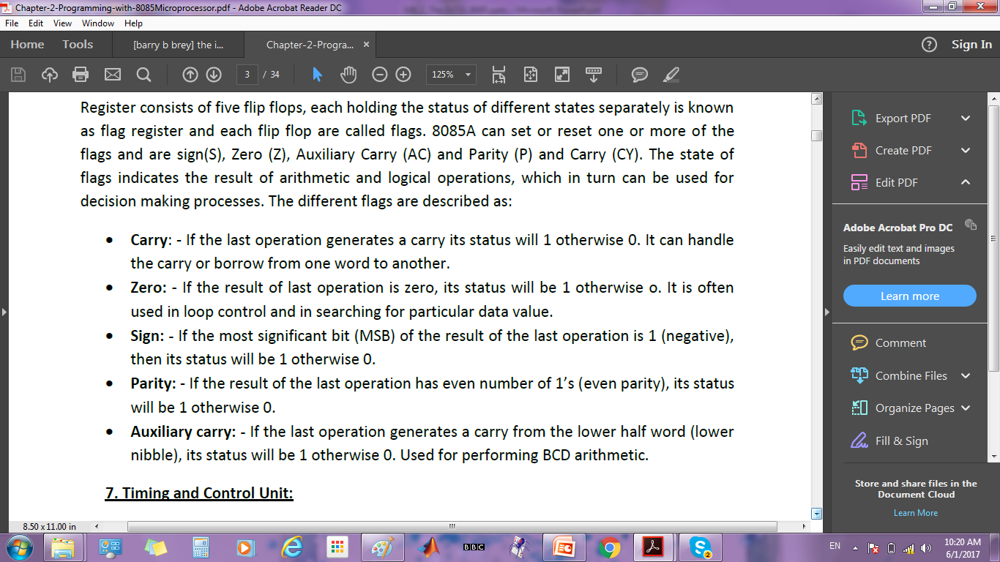 Chapter-2-Programming-with-8085Microprocessor.pdf - Adobe Acrobat Reader DC
File Edit View Window Help
Home Tools [barry b brey] the i... Chapter-2-Progra... × ? Sign In
3 / 34 125%
Register consists of five flip flops, each holding the status of different states separately is known
as flag register and each flip flop are called flags. 8085A can set or reset one or more of the
flags and are sign(S), Zero (Z), Auxiliary Carry (AC) and Parity (P) and Carry (CY). The state of
flags indicates the result of arithmetic and logical operations, which in turn can be used for
decision making processes. The different flags are described as:
• Carry: - If the last operation generates a carry its status will 1 otherwise 0. It can handle
the carry or borrow from one word to another.
• Zero: - If the result of last operation is zero, its status will be 1 otherwise o. It is often
used in loop control and in searching for particular data value.
• Sign: - If the most significant bit (MSB) of the result of the last operation is 1 (negative),
then its status will be 1 otherwise 0.
• Parity: - If the result of the last operation has even number of 1’s (even parity), its status
will be 1 otherwise 0.
• Auxiliary carry: - If the last operation generates a carry from the lower half word (lower
nibble), its status will be 1 otherwise 0. Used for performing BCD arithmetic.
7. Timing and Control Unit:
8.50 x 11.00 in
Export PDF
Create PDF
Edit PDF
Adobe Acrobat Pro DC
Easily edit text and images
in PDF documents
Learn more
Comment
Combine Files
Organize Pages
Fill & Sign
Store and share files in the
Document Cloud
Learn More
BBC
2
EN
10:20 AM
6/1/2017